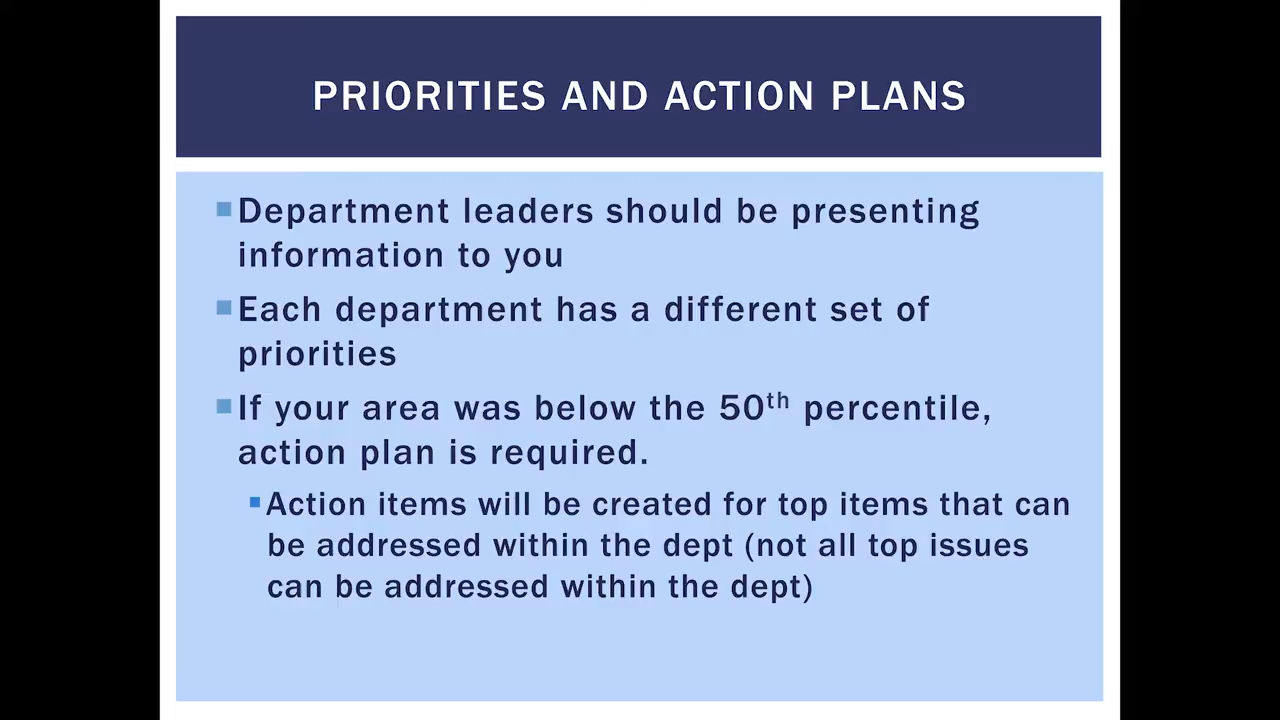 PRIORITIES AND ACTION PLANS
Department leaders should be presenting
information to you
Each department has a different set of
priorities
If your area was below the 50th percentile,
action plan is required.
Action items will be created for top items that can
be addressed within the dept (not all top issues
can be addressed within the dept)